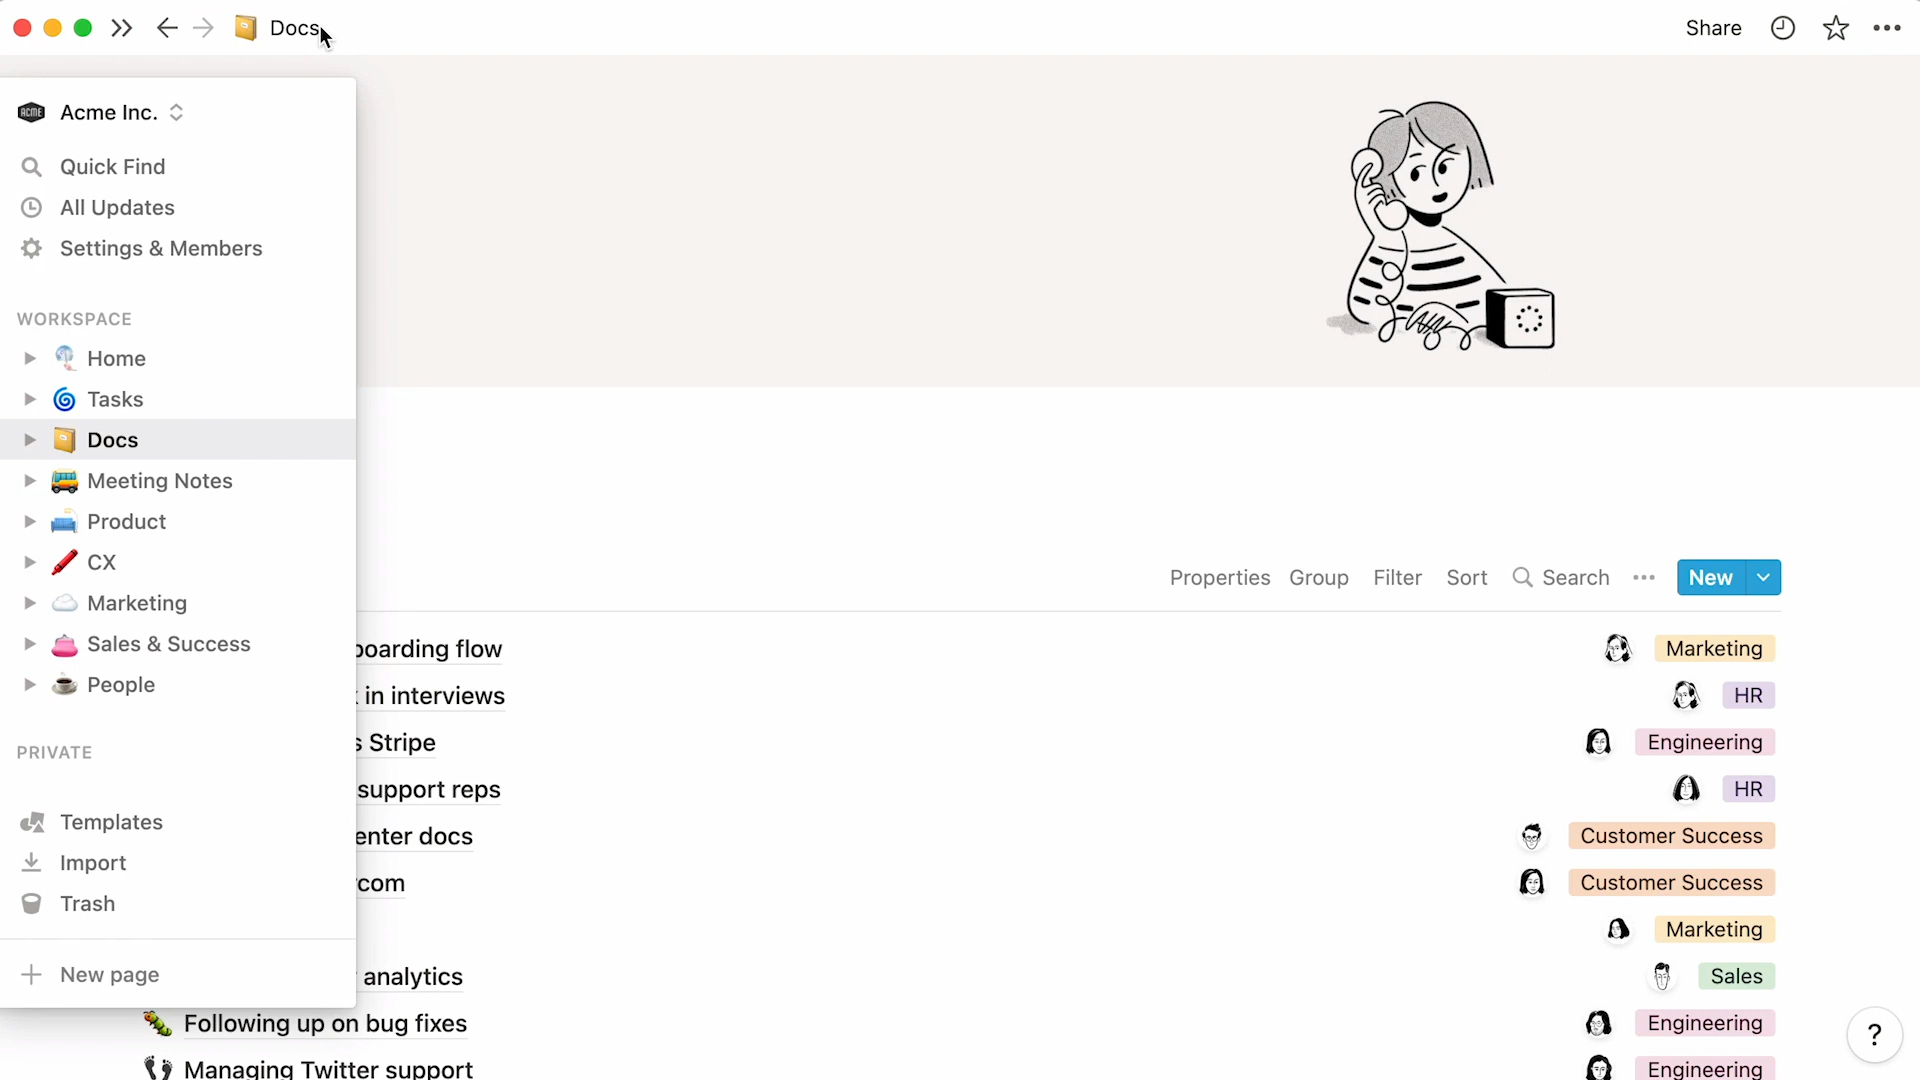 Docs
Share
ACME
Acme Inc.
Quick Find
All Updates
Settings & Members
WORKSPACE
Home
Tasks
Docs
Meeting Notes
Product
CX
Marketing
Sales & Success
People
PRIVATE
Templates
Import
Trash
New page
Properties Group Filter Sort Search New
boarding flow Marketing
in interviews HR
Stripe Engineering
support reps HR
enter docs Customer Success
com Customer Success
Marketing
analytics Sales
Following up on bug fixes Engineering
Managing Twitter support Engineering
?